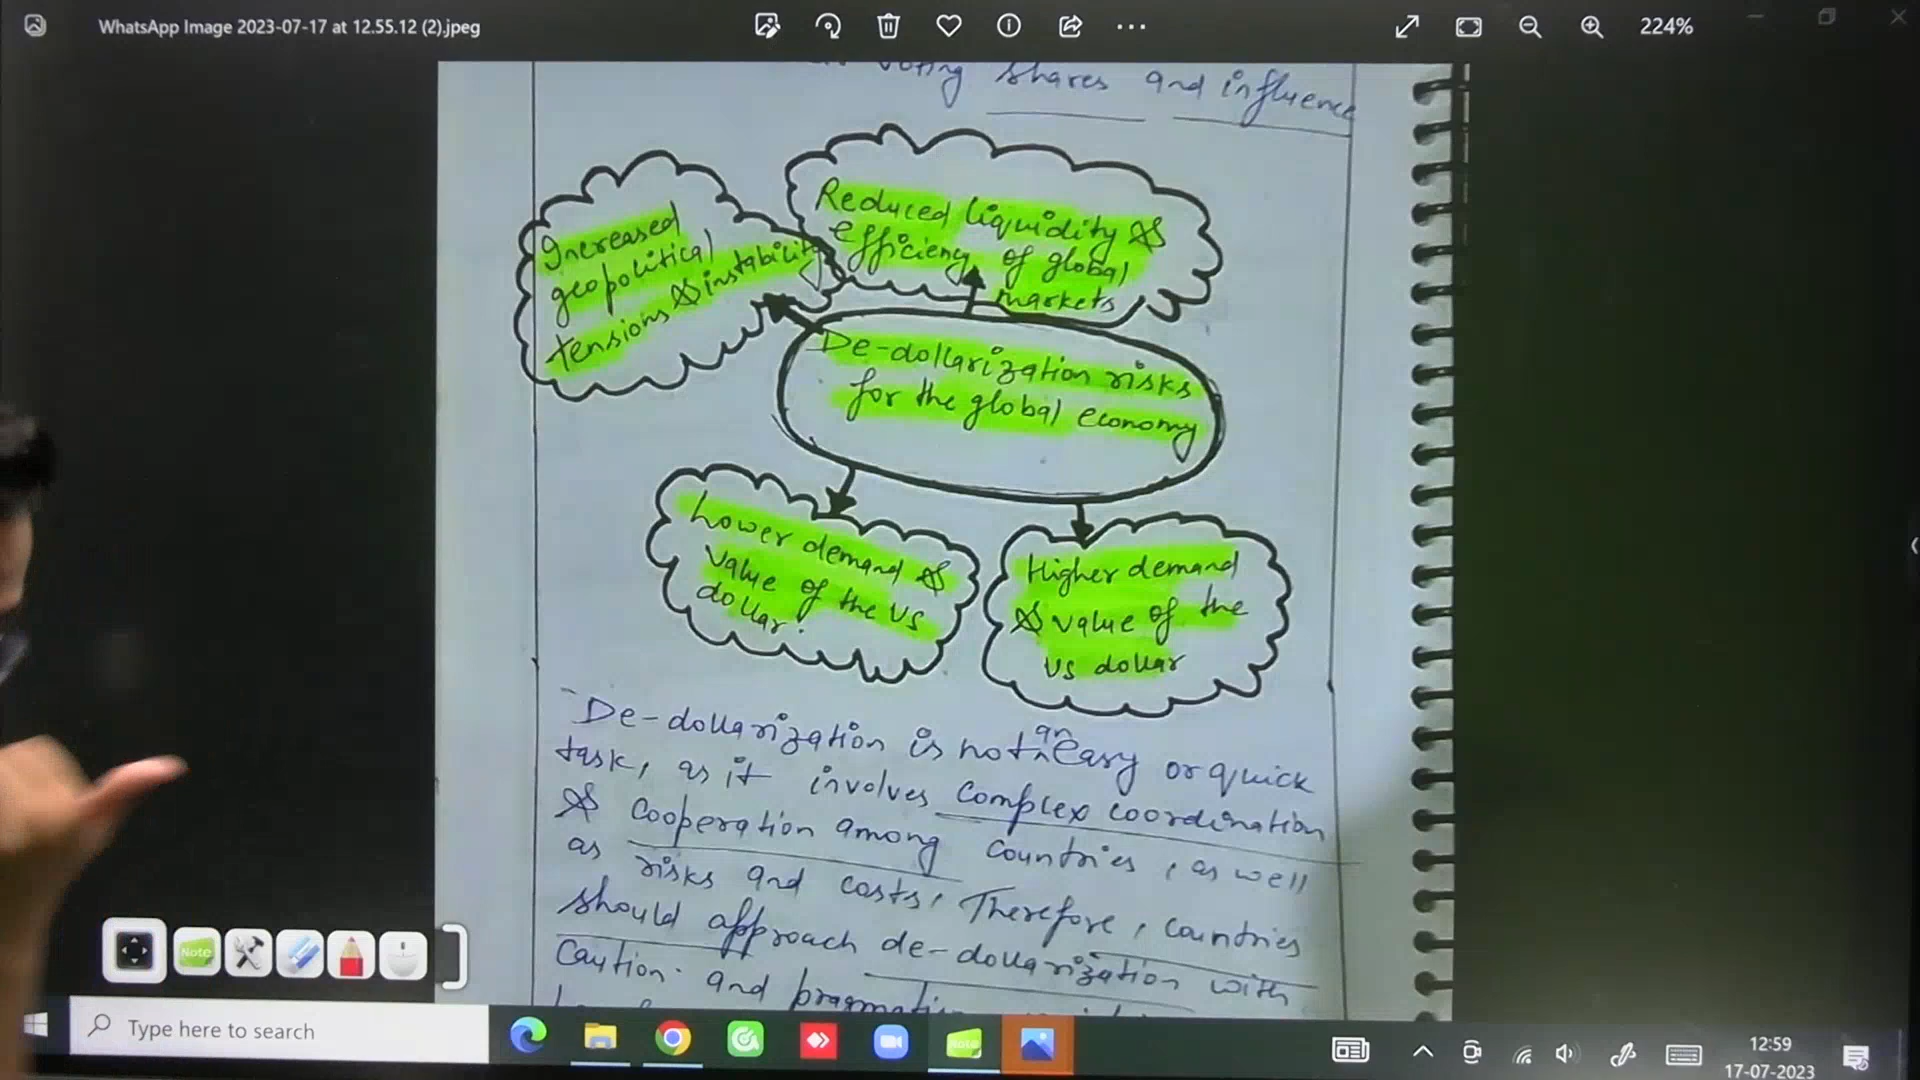 WhatsApp Image 2023-07-17 at 12.55.12 (2).jpeg
224%
voting shares and influence
Increased
geopolitical
tensions & instability
Reduced liquidity &
efficiency of global
markets
De-dollarization risks
for the global economy
Lower demand &
value of the US
dollar.
Higher demand
& value of the
US dollar
De-dollarization is not an easy or quick
task, as it involves complex coordination
& cooperation among countries, as well
as risks and costs, Therefore, countries
should approach de-dollarization with
caution. and
Note
Type here to search
Note
12:59
17-07-2023